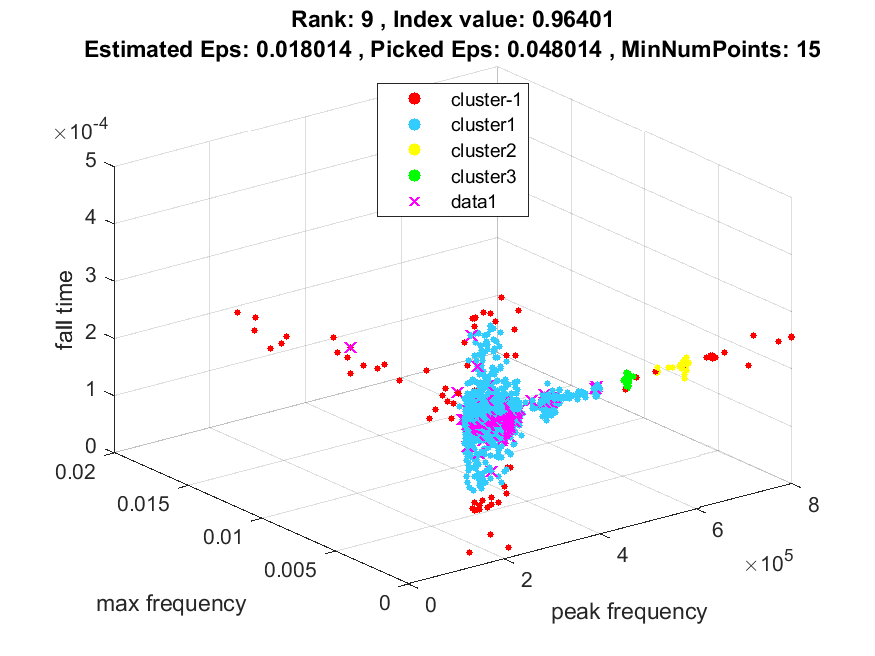 Rank: 9 , Index value: 0.96401
Estimated Eps: 0.018014 , Picked Eps: 0.048014 , MinNumPoints: 15
×10-4
5
4
3
2
1
0
fall time
cluster-1
cluster1
cluster2
cluster3
data1
0.02
0.015
0.01
0.005
0
max frequency
0
2
4
6
8
×105
peak frequency